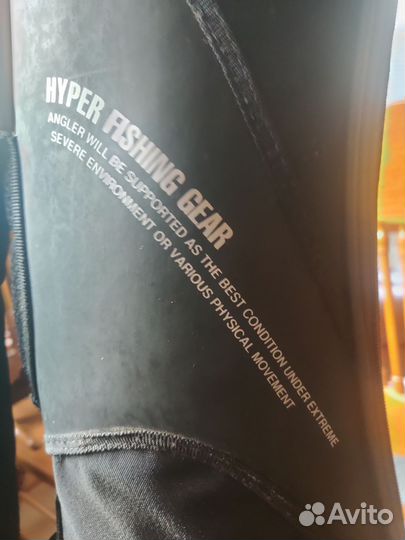 HYPER FISHING GEAR
ANGLER WILL BE SUPPORTED AS THE BEST CONDITION UNDER EXTREME
SEVERE ENVIRONMENT OR VARIOUS PHYSICAL MOVEMENT
Avito